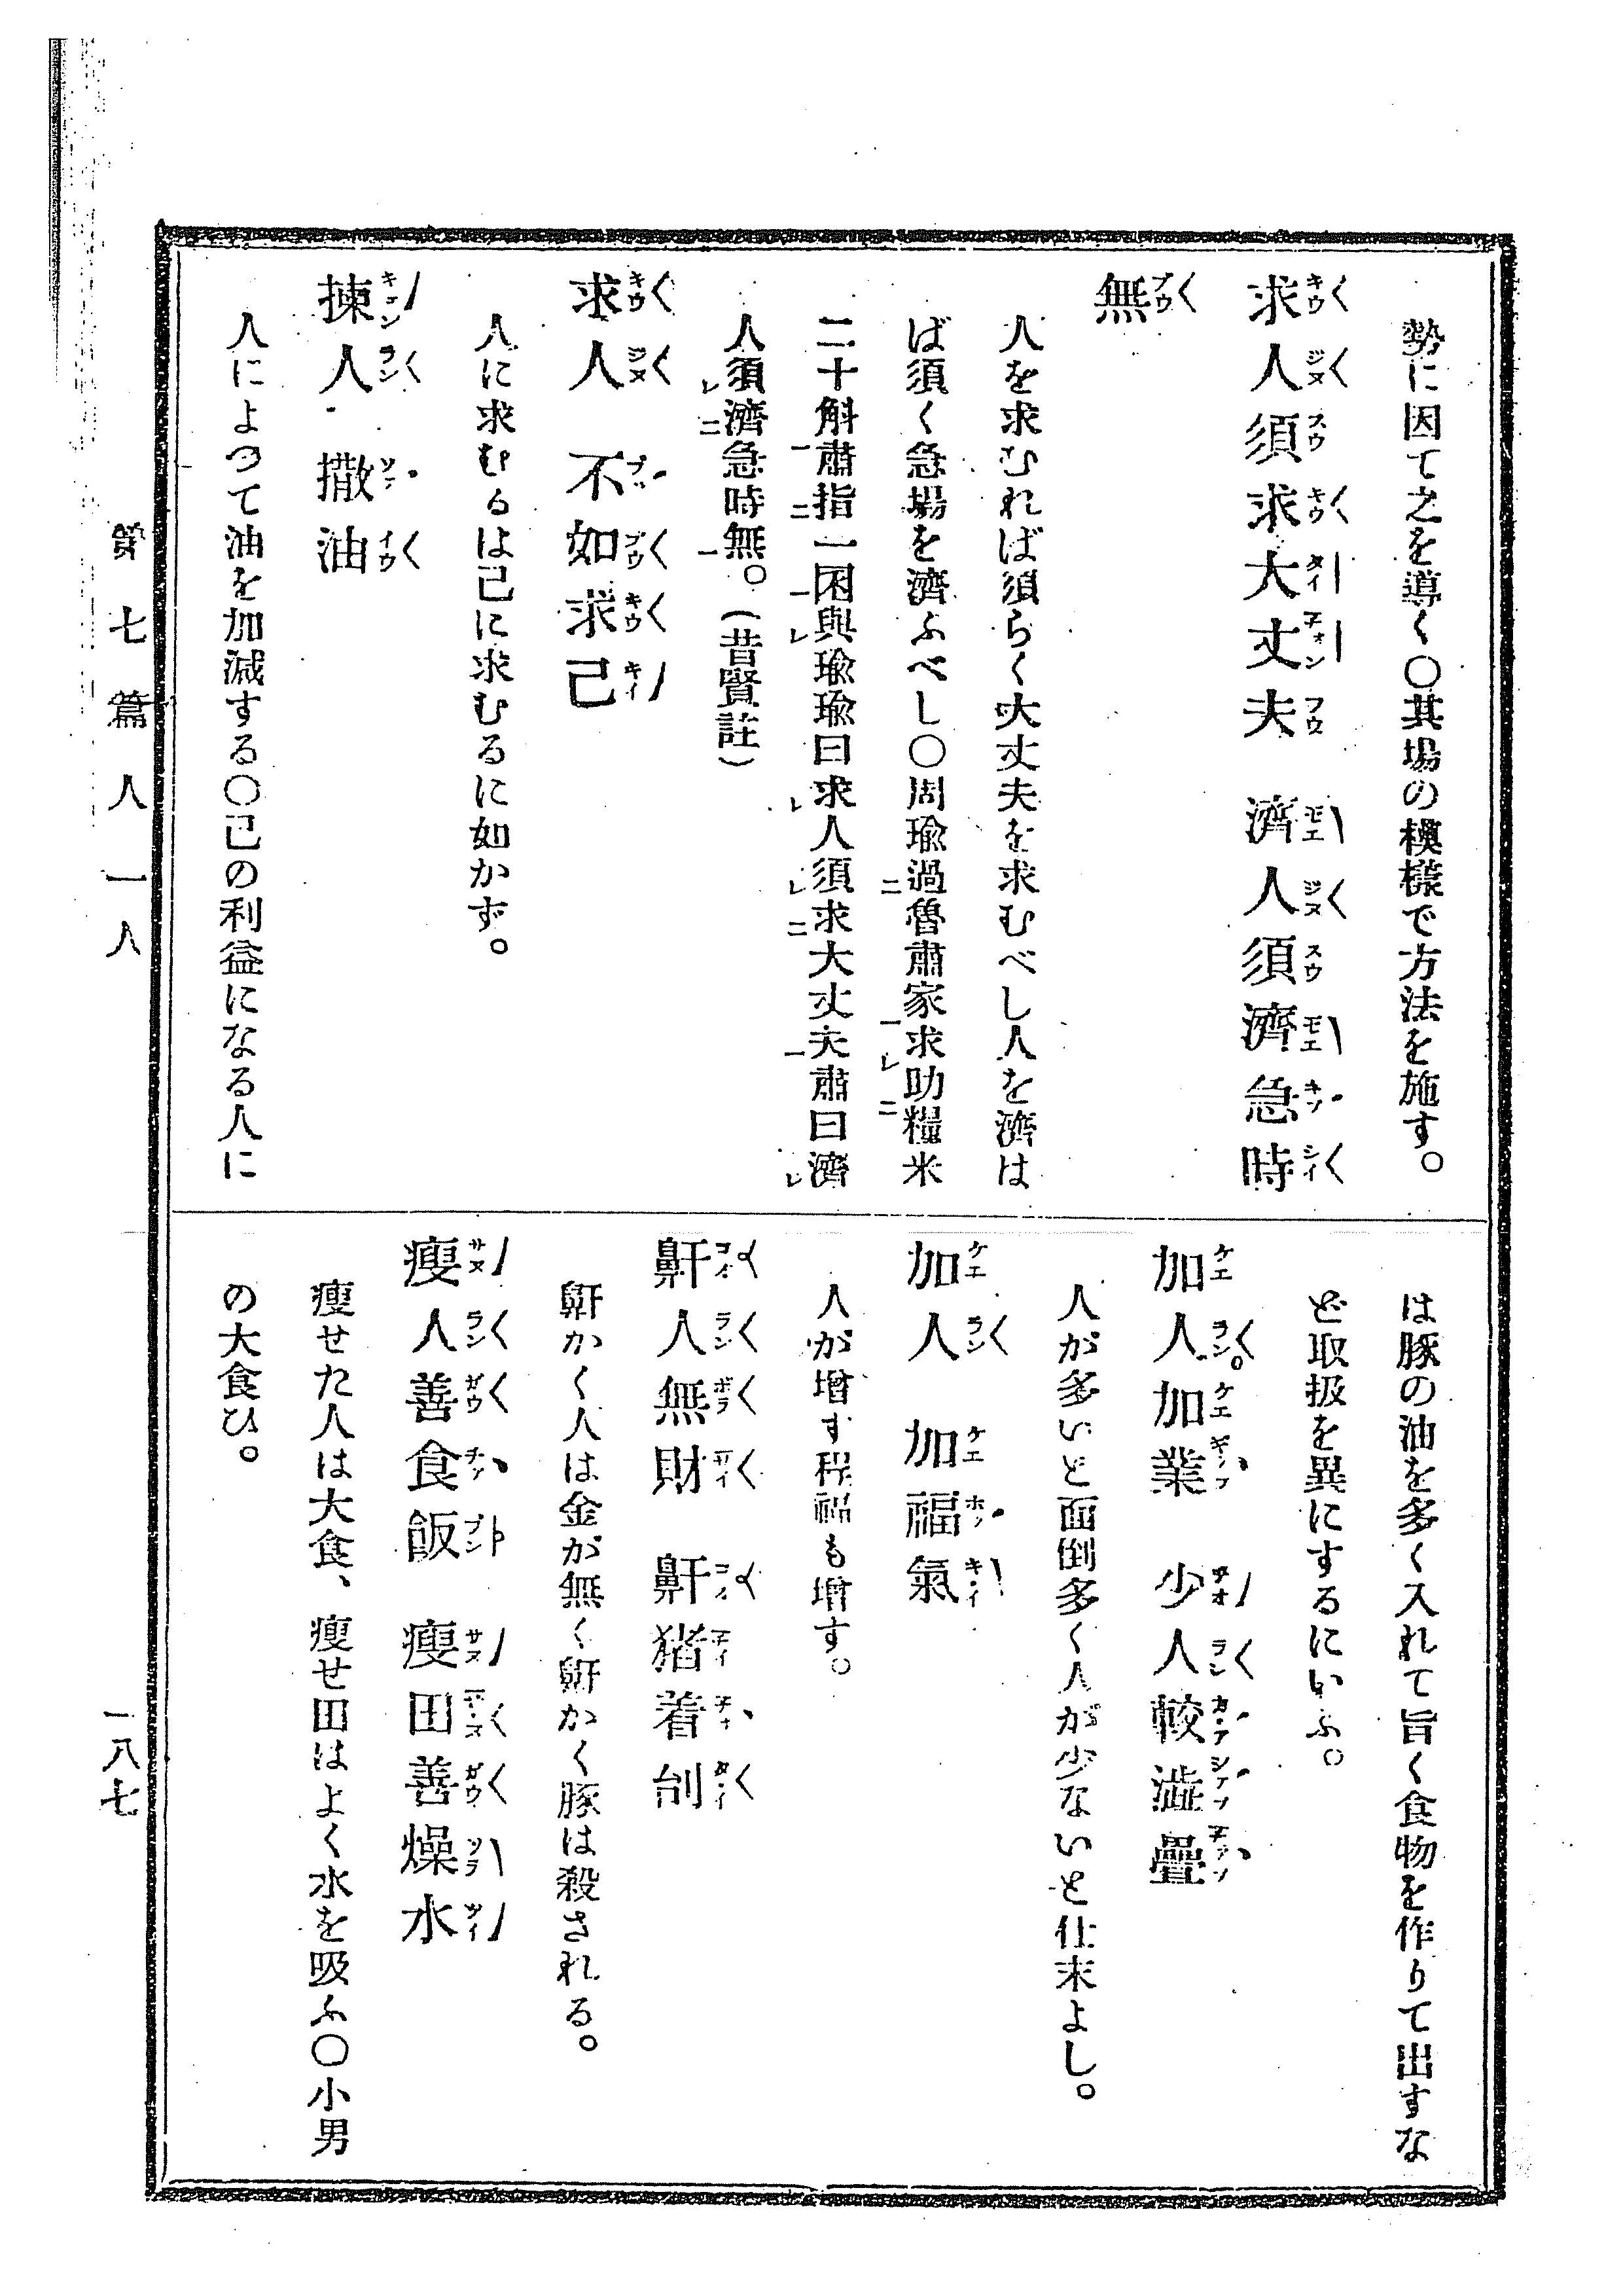 勢に因て之を導く〇其場の模樣で方法を施す。
求人須求大丈夫 濟人須濟急時
無
人を求むれば須らく大丈夫を求むべし人を濟は
ば須く急場を濟ふべし〇周瑜過魯肅家求助糧米
二十斛肅指一囷與瑜瑜曰求人須求大丈夫肅曰濟
人須濟急時無。(昔賢註)
求人 不如求己
人に求むるは己に求むるに如かず。
揀人 撒油
人によつて油を加減する〇己の利益になる人に
は豚の油を多く入れて旨く食物を作りて出すな
ど取扱を異にするにいふ。
加人加業 少人較澁疊
人が多いと面倒多く人が少ないと仕末よし。
加人 加福氣
人が增す程福も增す。
鼾人無財 鼾猪着刣
鼾かく人は金が無く鼾かく豚は殺される。
瘦人善食飯 瘦田善燥水
瘦せた人は大食、瘦せ田はよく水を吸ふ〇小男
の大食ひ。
第七篇 人一人
一八七